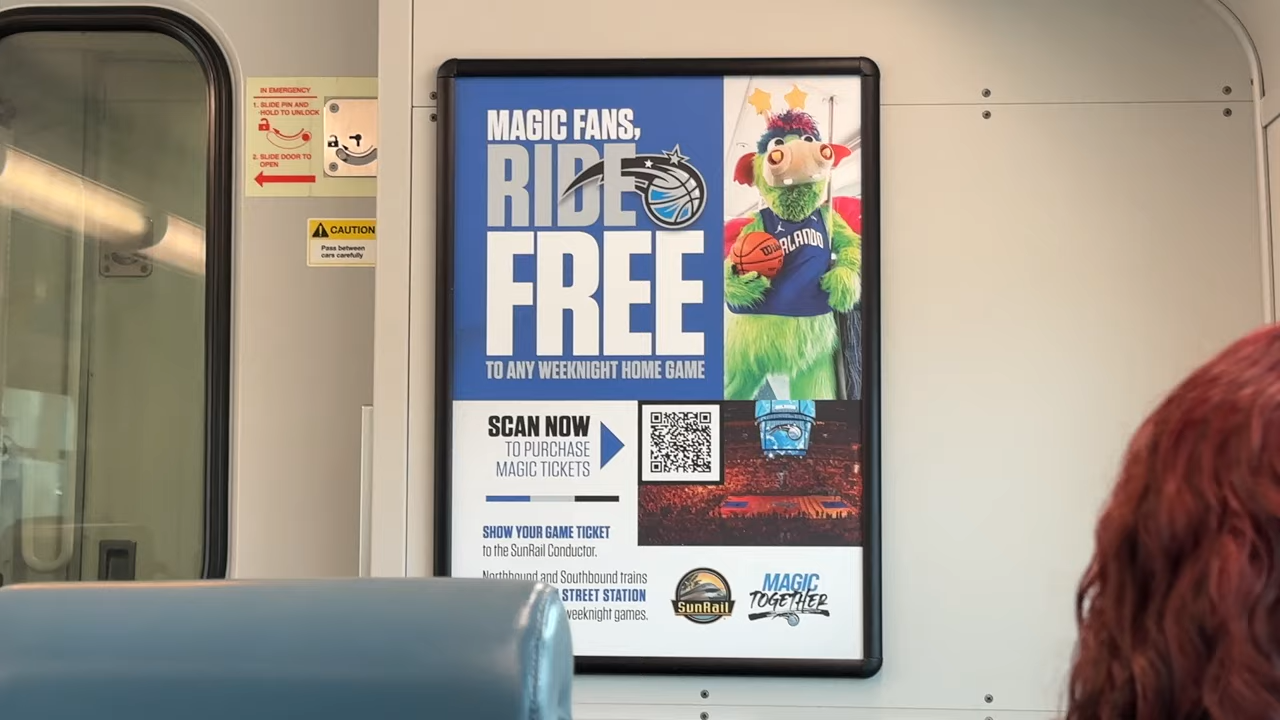 IN EMERGENCY
1. SLIDE PIN AND
HOLD TO UNLOCK
2. SLIDE DOOR TO
OPEN
CAUTION
Pass between
cars carefully
MAGIC FANS,
RIDE
FREE
TO ANY WEEKNIGHT HOME GAME
ORLANDO
SCAN NOW
TO PURCHASE
MAGIC TICKETS
SHOW YOUR GAME TICKET
to the SunRail Conductor.
Northbound and Southbound trains
STREET STATION
weeknight games.
SunRail
MAGIC
TOGETHER